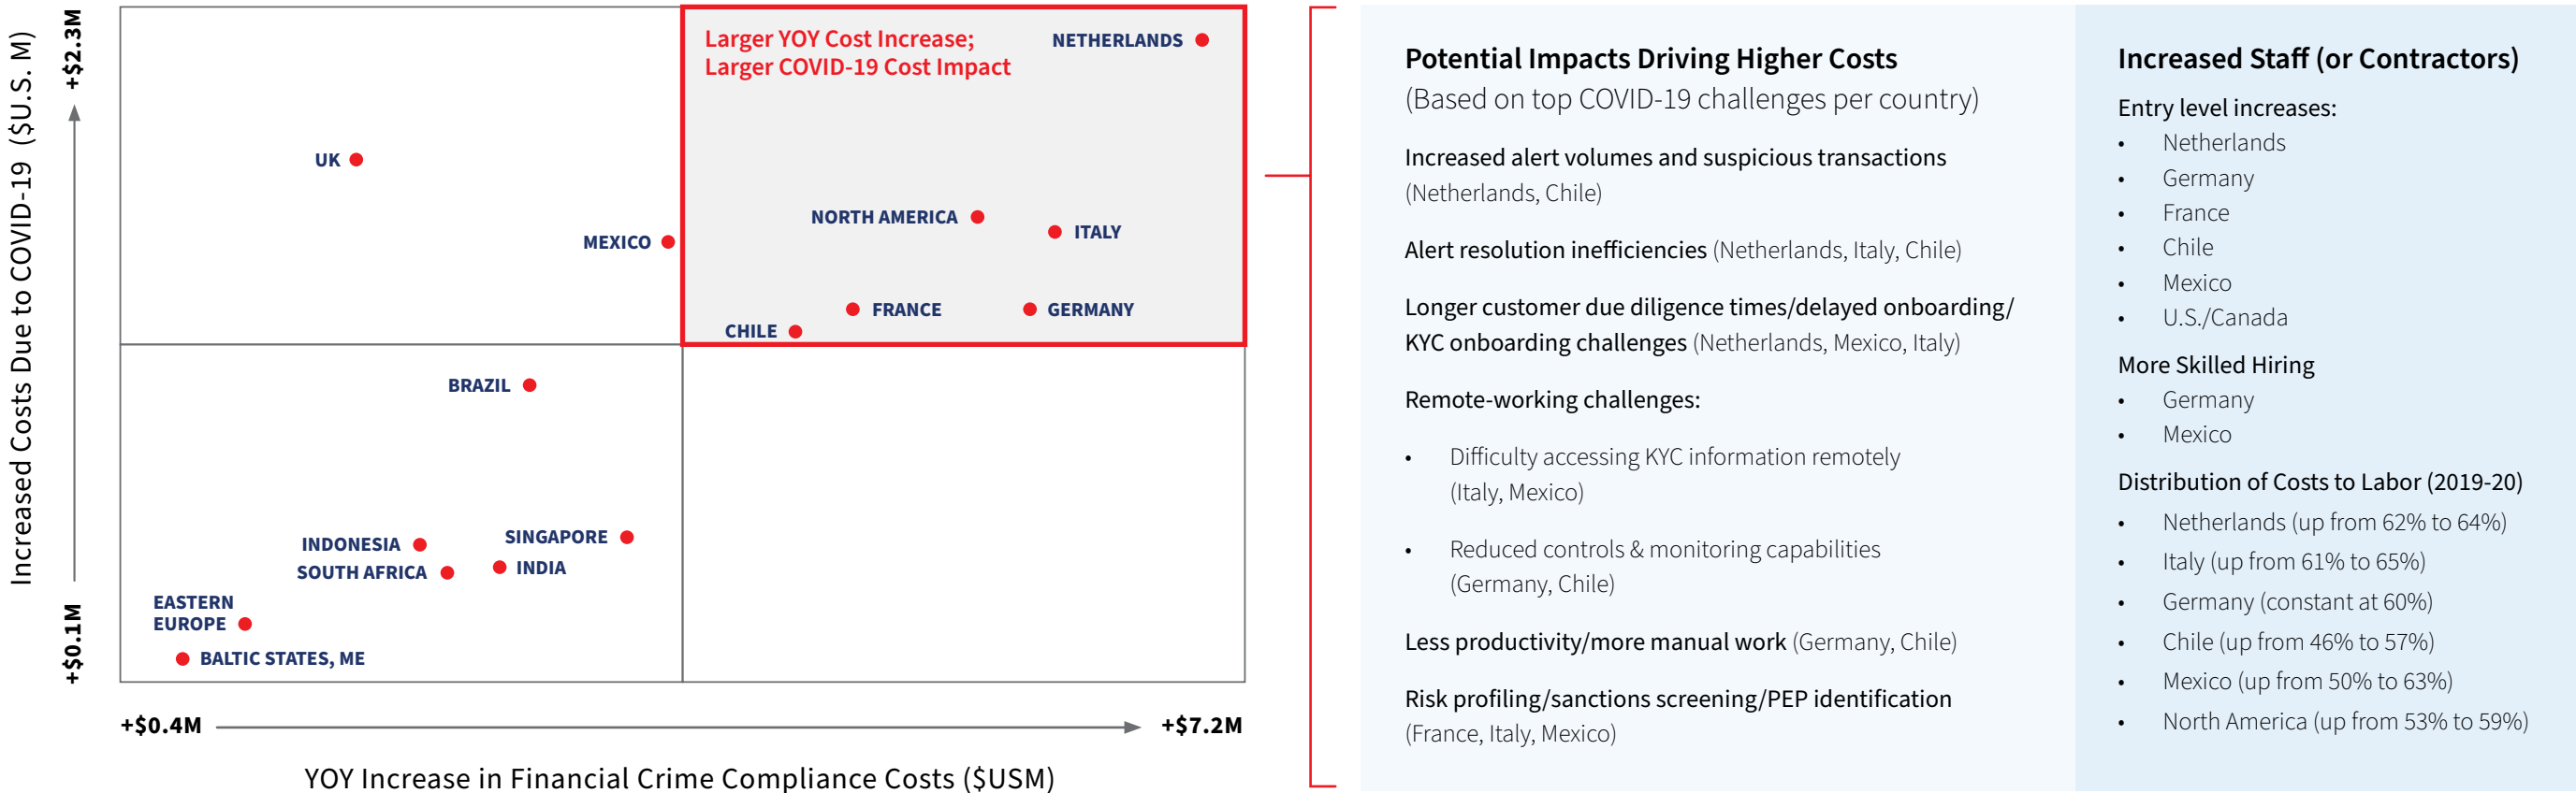 Increased Costs Due to COVID-19 ($U.S. M)
+$2.3M
+$0.1M
Larger YOY Cost Increase;
Larger COVID-19 Cost Impact
NETHERLANDS
UK
NORTH AMERICA
ITALY
MEXICO
FRANCE
GERMANY
CHILE
BRAZIL
SINGAPORE
INDONESIA
INDIA
SOUTH AFRICA
EASTERN
EUROPE
BALTIC STATES, ME
+$0.4M
+$7.2M
YOY Increase in Financial Crime Compliance Costs ($USM)
Potential Impacts Driving Higher Costs
(Based on top COVID-19 challenges per country)
Increased alert volumes and suspicious transactions
(Netherlands, Chile)
Alert resolution inefficiencies (Netherlands, Italy, Chile)
Longer customer due diligence times/delayed onboarding/
KYC onboarding challenges (Netherlands, Mexico, Italy)
Remote-working challenges:
• Difficulty accessing KYC information remotely
(Italy, Mexico)
• Reduced controls & monitoring capabilities
(Germany, Chile)
Less productivity/more manual work (Germany, Chile)
Risk profiling/sanctions screening/PEP identification
(France, Italy, Mexico)
Increased Staff (or Contractors)
Entry level increases:
• Netherlands
• Germany
• France
• Chile
• Mexico
• U.S./Canada
More Skilled Hiring
• Germany
• Mexico
Distribution of Costs to Labor (2019-20)
• Netherlands (up from 62% to 64%)
• Italy (up from 61% to 65%)
• Germany (constant at 60%)
• Chile (up from 46% to 57%)
• Mexico (up from 50% to 63%)
• North America (up from 53% to 59%)